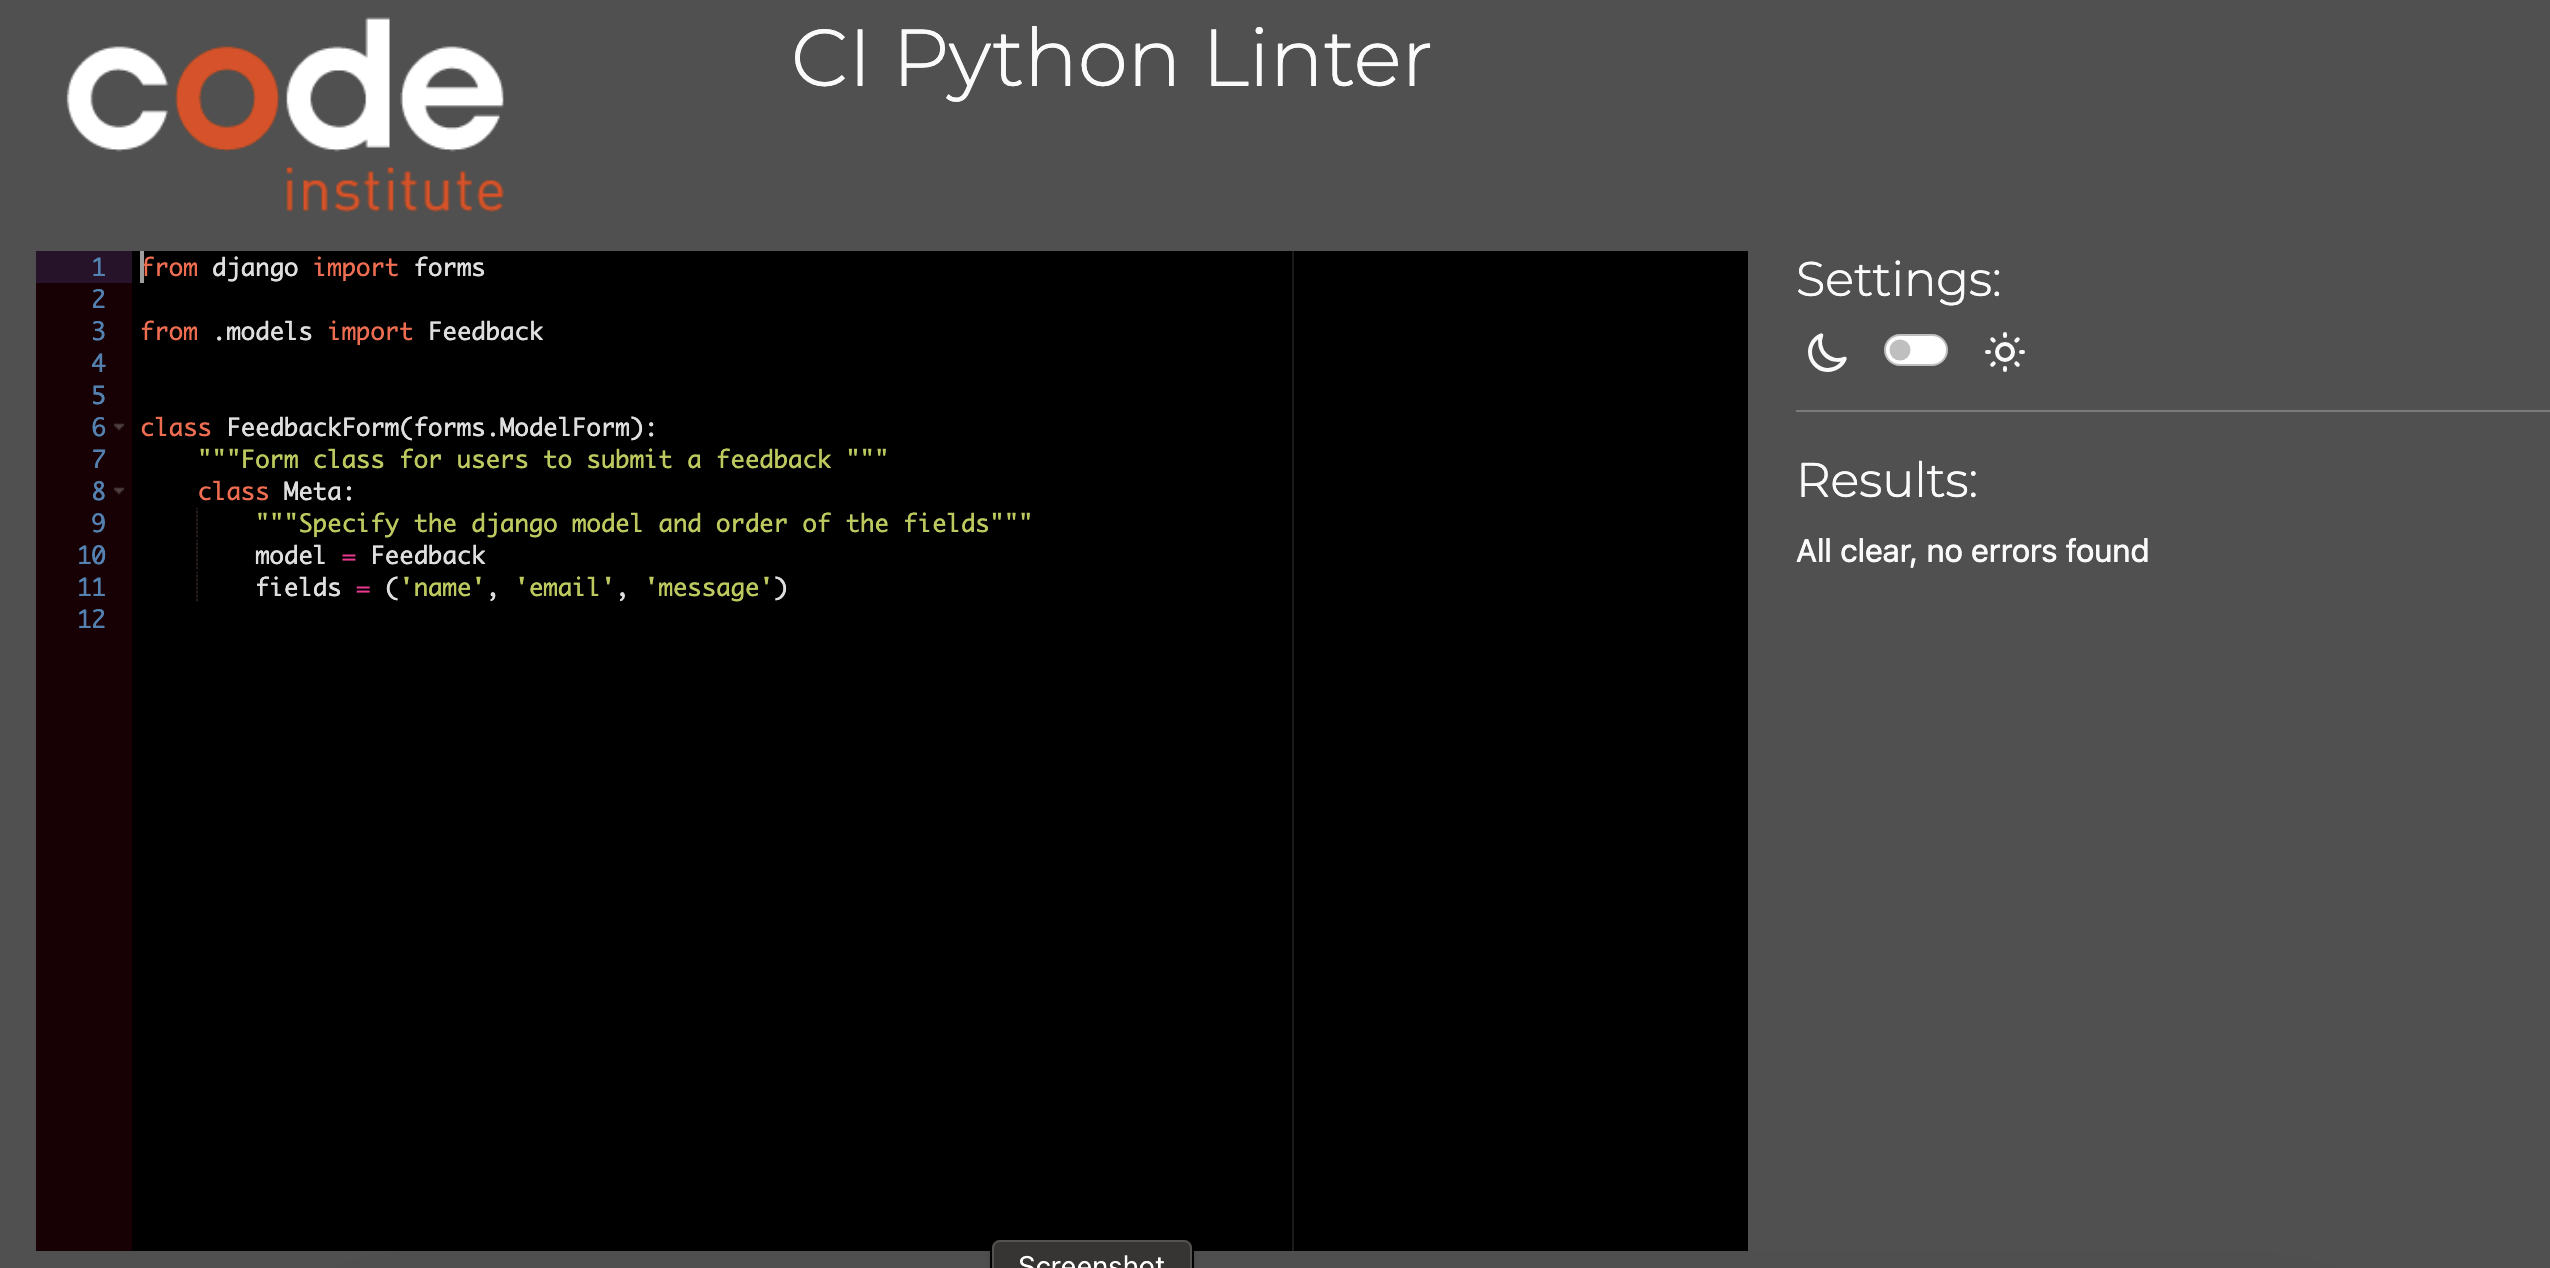 code
institute
CI Python Linter
1 from django import forms
2
3 from .models import Feedback
4
5
6 class FeedbackForm(forms.ModelForm):
7     """Form class for users to submit a feedback """
8     class Meta:
9         """Specify the django model and order of the fields"""
10         model = Feedback
11         fields = ('name', 'email', 'message')
12
Settings:
Results:
All clear, no errors found
Screenshot